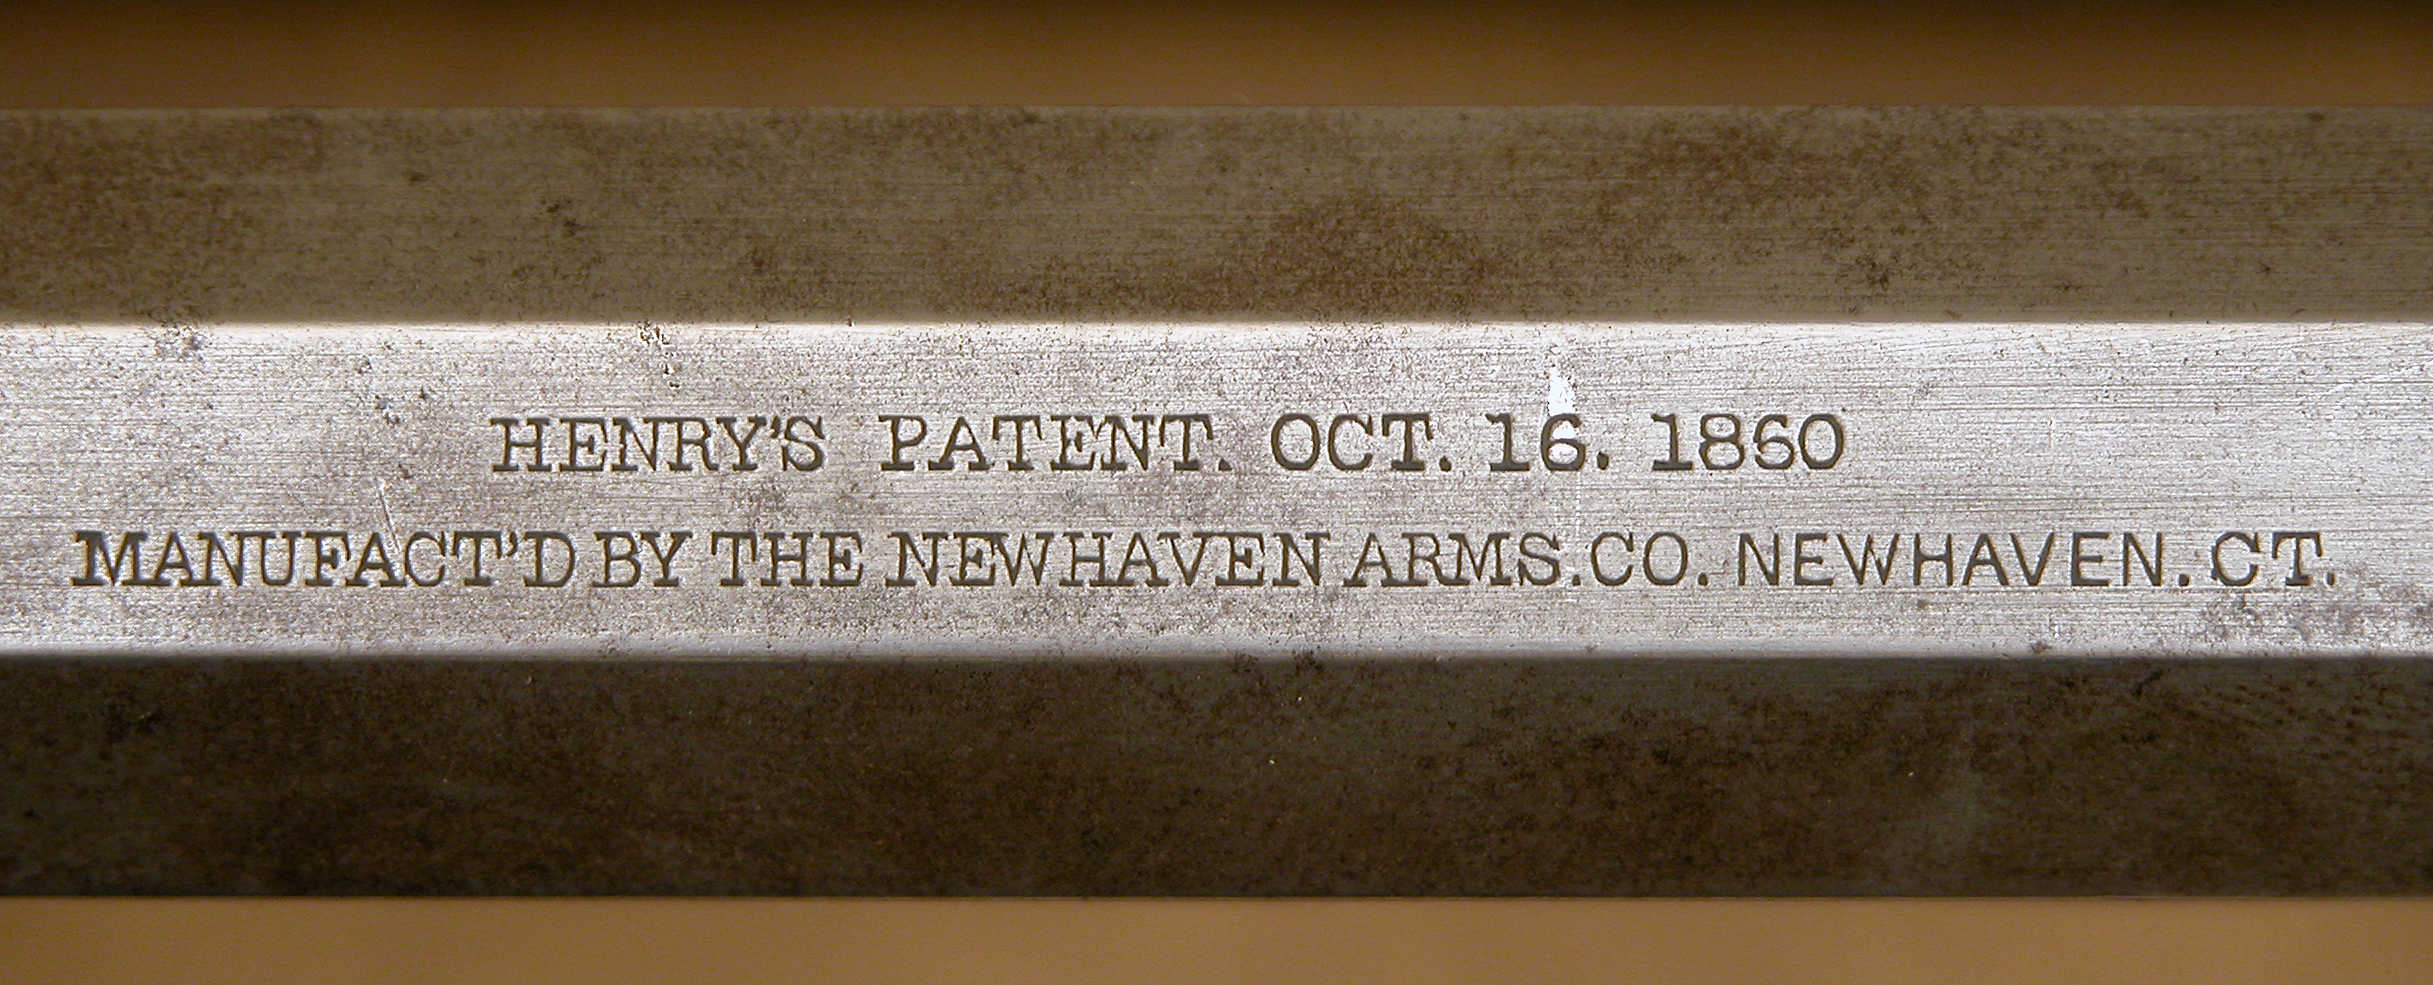 HENRY'S PATENT. OCT. 16. 1860
MANUFACT'D BY THE NEWHAVEN ARMS.CO. NEWHAVEN.CT.